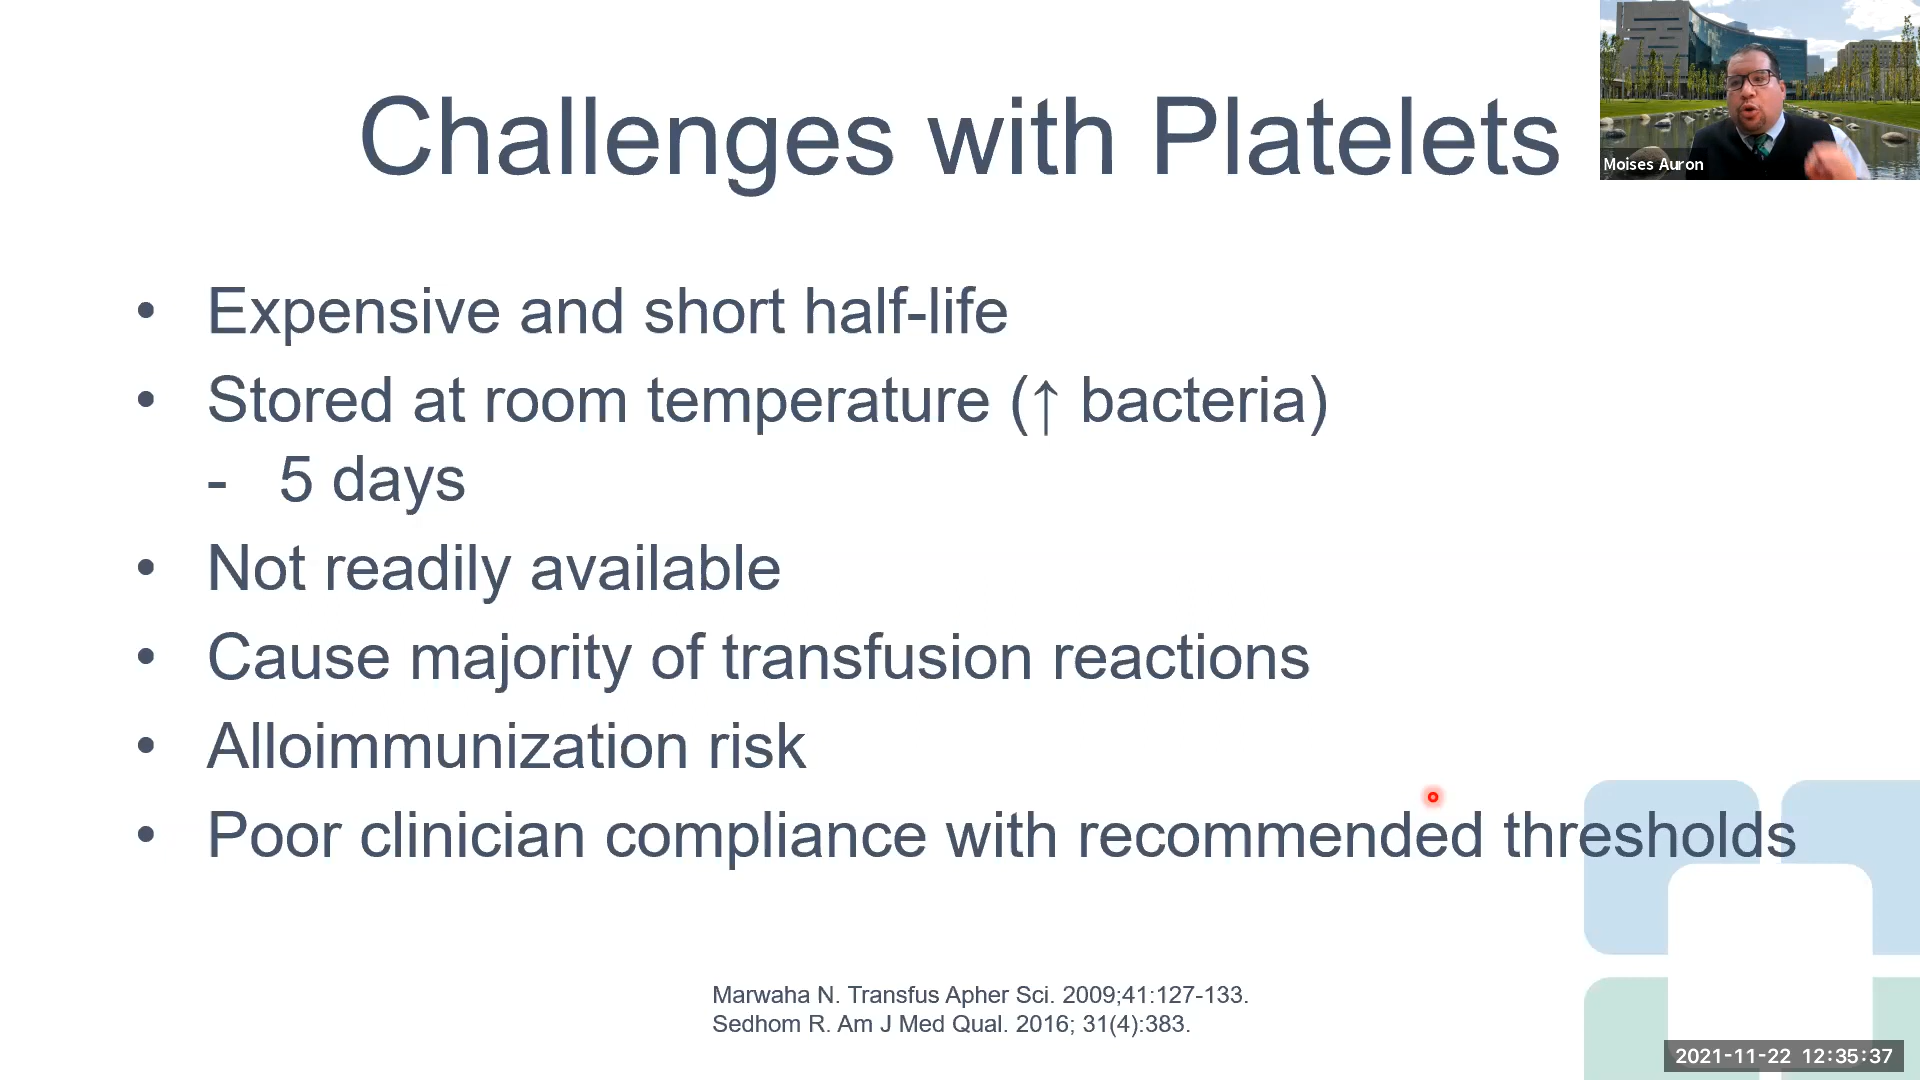 Challenges with Platelets
Moises Auron
• Expensive and short half-life
• Stored at room temperature (↑ bacteria)
- 5 days
• Not readily available
• Cause majority of transfusion reactions
• Alloimmunization risk
• Poor clinician compliance with recommended thresholds
Marwaha N. Transfus Apher Sci. 2009;41:127-133.
Sedhom R. Am J Med Qual. 2016; 31(4):383.
2021-11-22 12:35:37